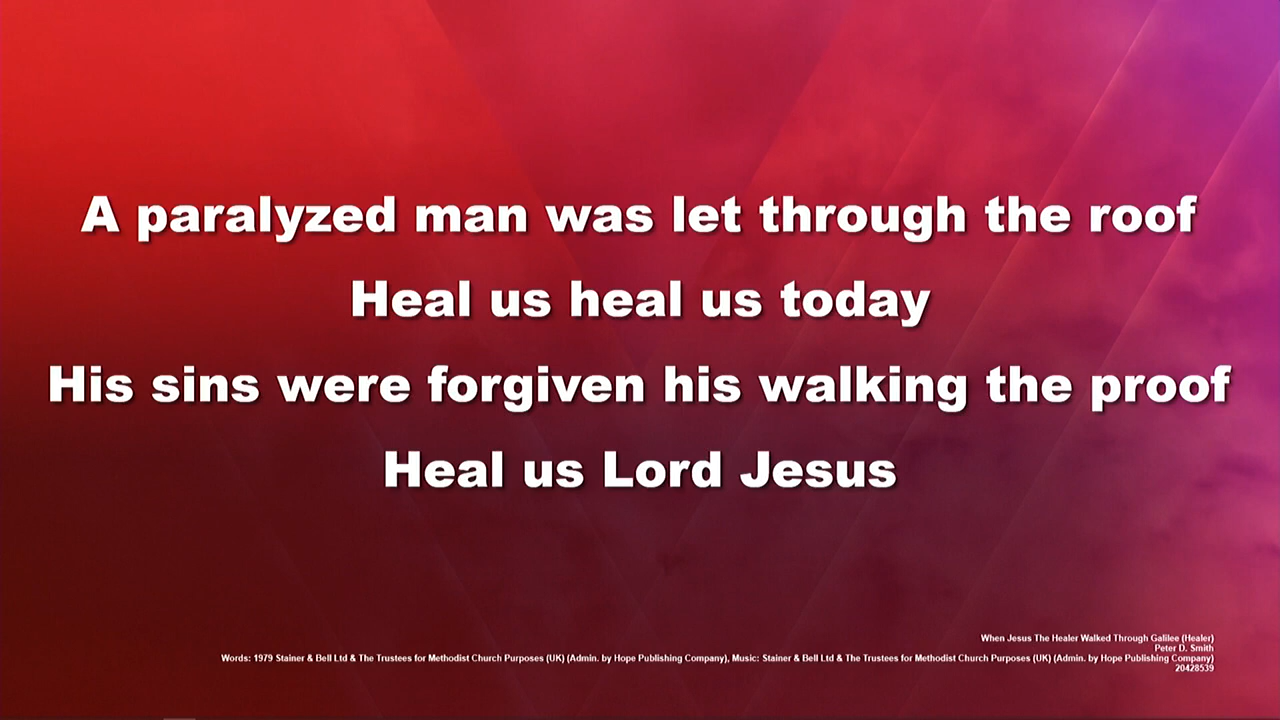 A paralyzed man was let through the roof
Heal us heal us today
His sins were forgiven his walking the proof
Heal us Lord Jesus
When Jesus The Healer Walked Through Galilee (Healer)
Peter D. Smith
Words: 1979 Stainer & Bell Ltd & The Trustees for Methodist Church Purposes (UK) (Admin. by Hope Publishing Company), Music: Stainer & Bell Ltd & The Trustees for Methodist Church Purposes (UK) (Admin. by Hope Publishing Company)
20428539